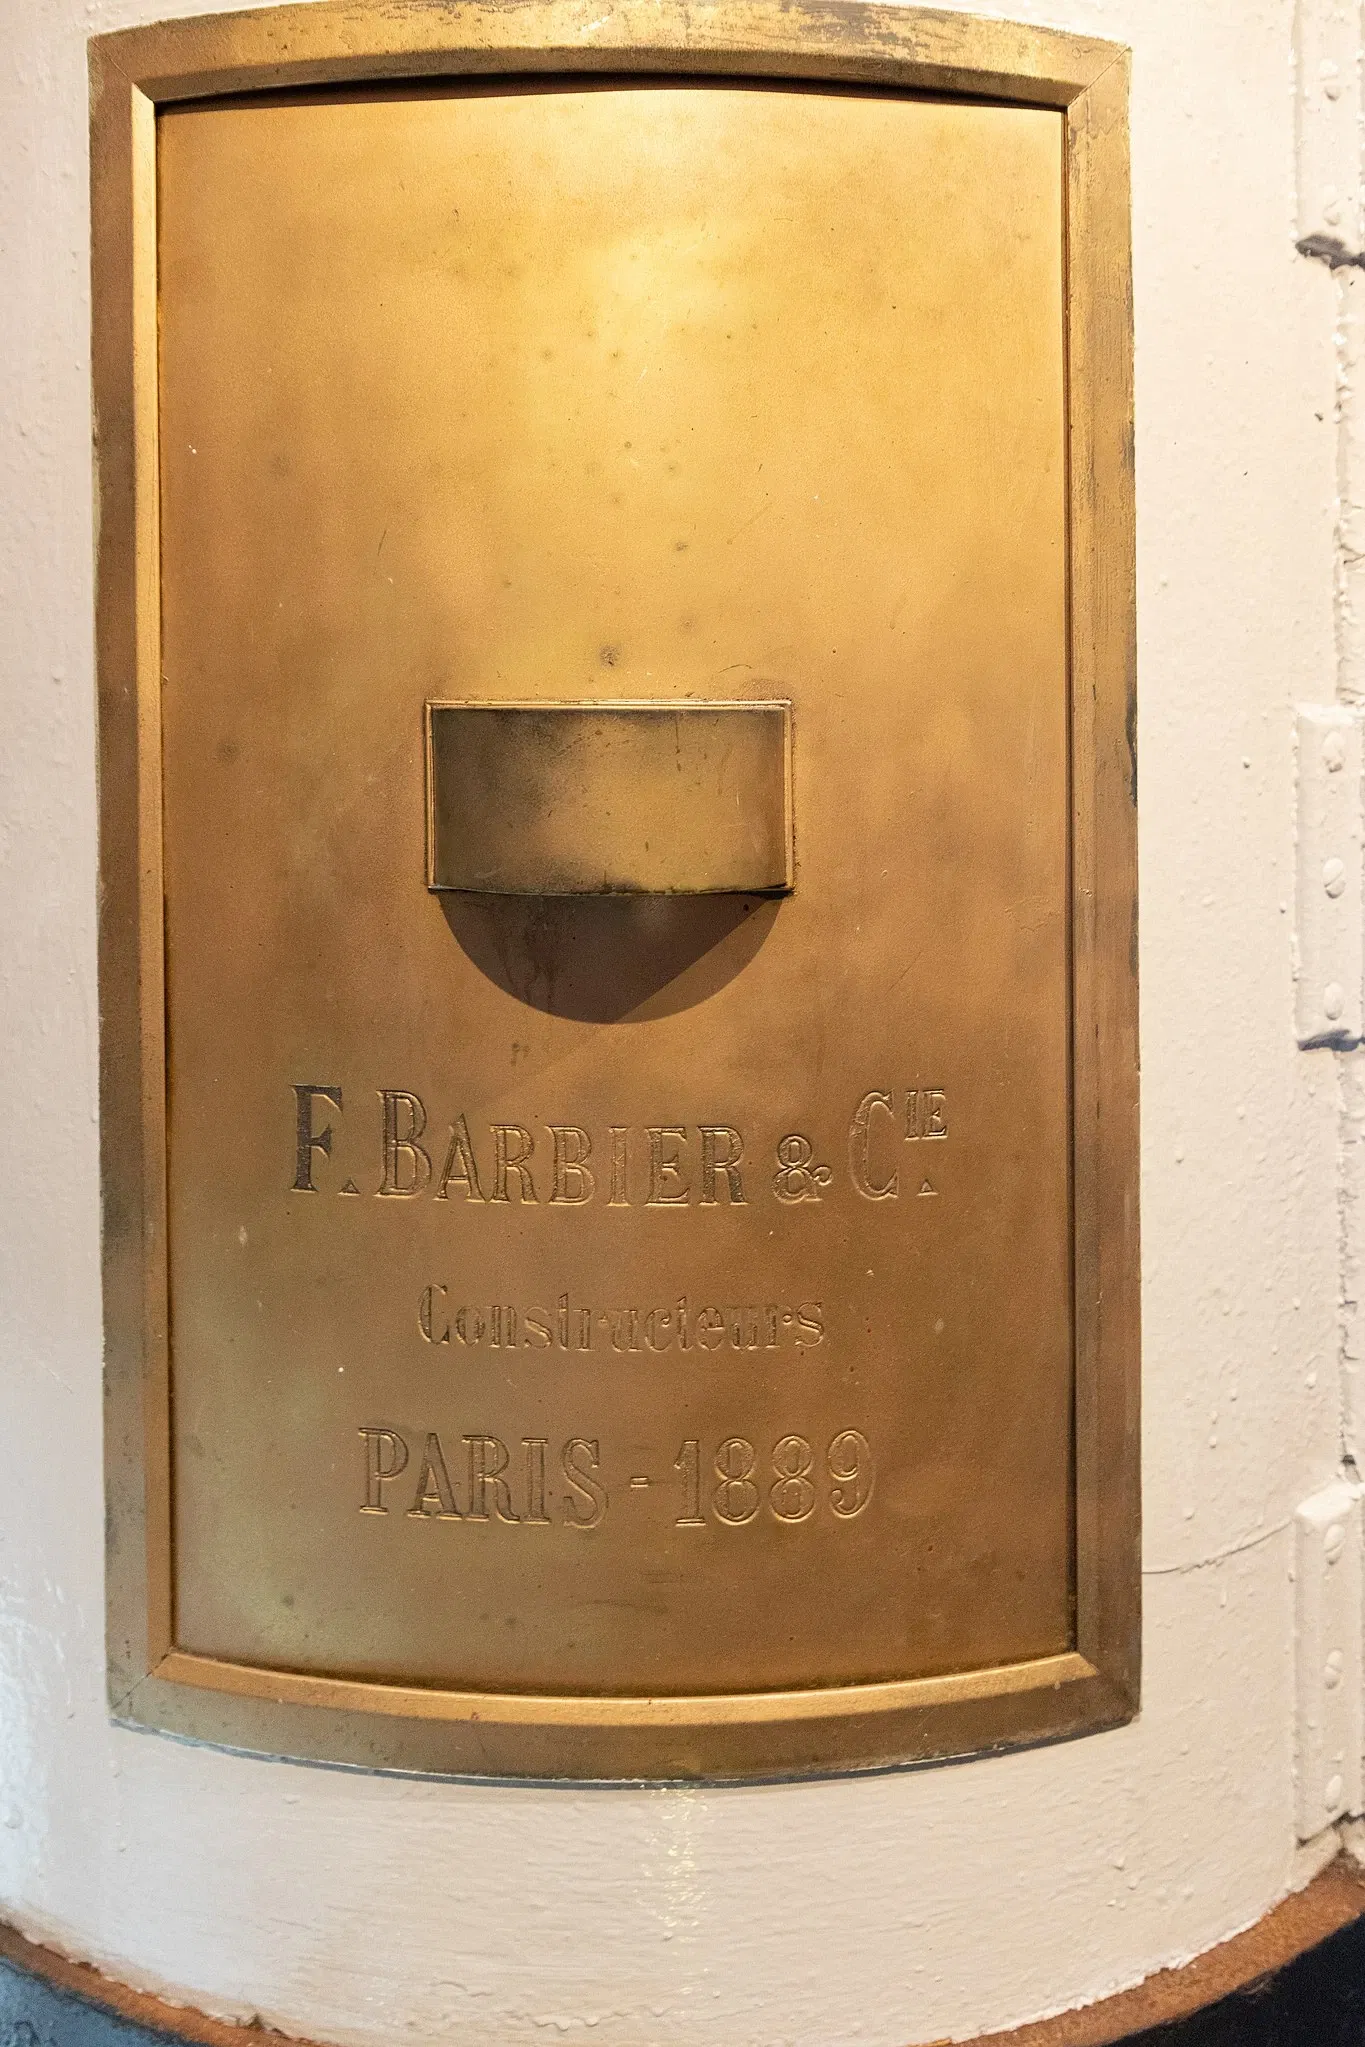 F. BARBIER & CIE.
Constructeurs
PARIS - 1889